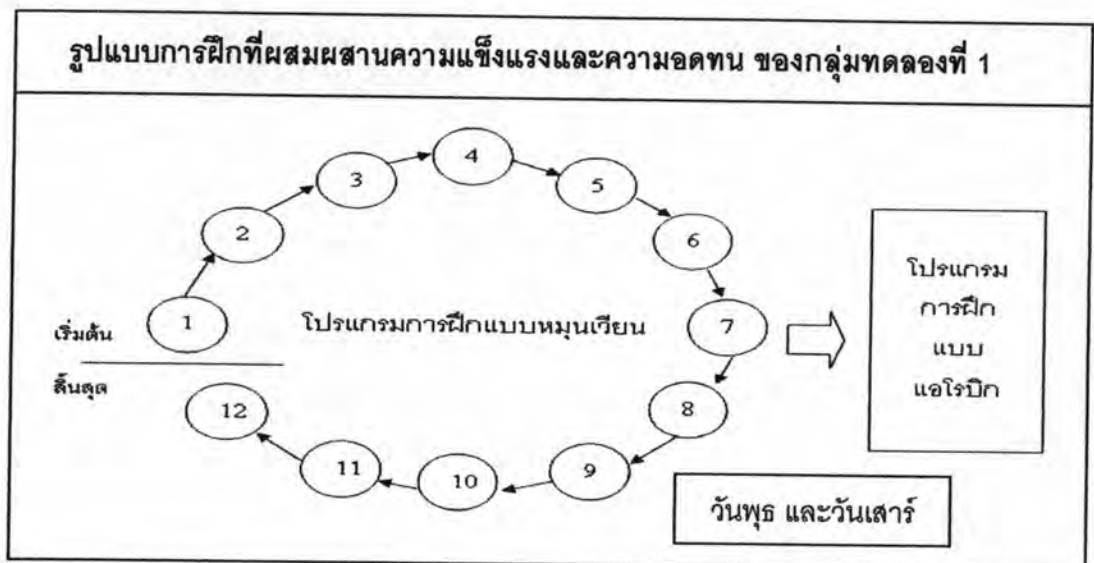 รูปแบบการฝึกที่ผสมผสานความแข็งแรงและความอดทน ของกลุ่มทดลองที่ 1
4
3
5
2
6
1
เริ่มต้น
โปรแกรมการฝึกแบบหมุนเวียน
7
โปรแกรม
การฝึก
แบบ
แอโรบิก
สิ้นสุด
12
8
11
10
9
วันพุธ และวันเสาร์